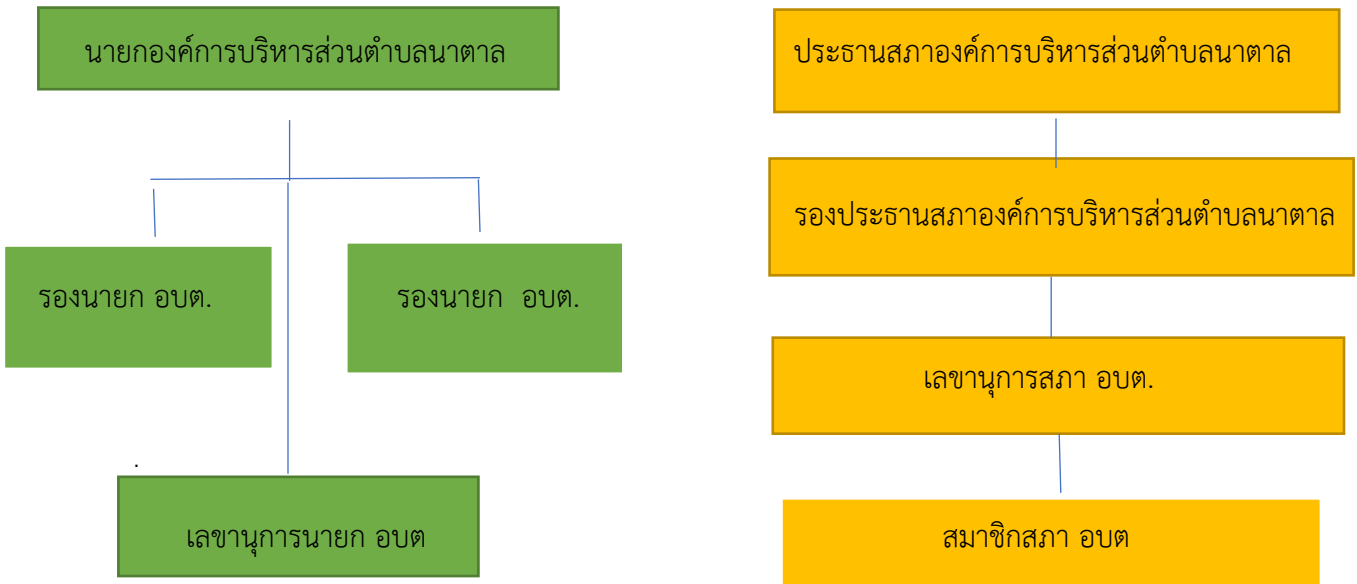 นายกองค์การบริหารส่วนตำบลนาตาล
รองนายก อบต.
รองนายก  อบต.
.
เลขานุการนายก อบต
ประธานสภาองค์การบริหารส่วนตำบลนาตาล
รองประธานสภาองค์การบริหารส่วนตำบลนาตาล
เลขานุการสภา อบต.
สมาชิกสภา อบต